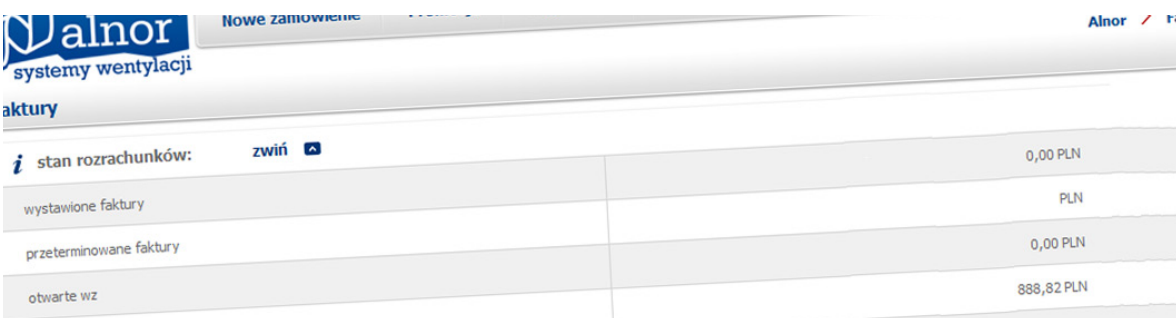 alnor
systemy wentylacji
Nowe zamówienie
Alnor /
aktury
i stan rozrachunków: zwiń
wystawione faktury 0,00 PLN
przeterminowane faktury PLN
otwarte wz 0,00 PLN
888,82 PLN